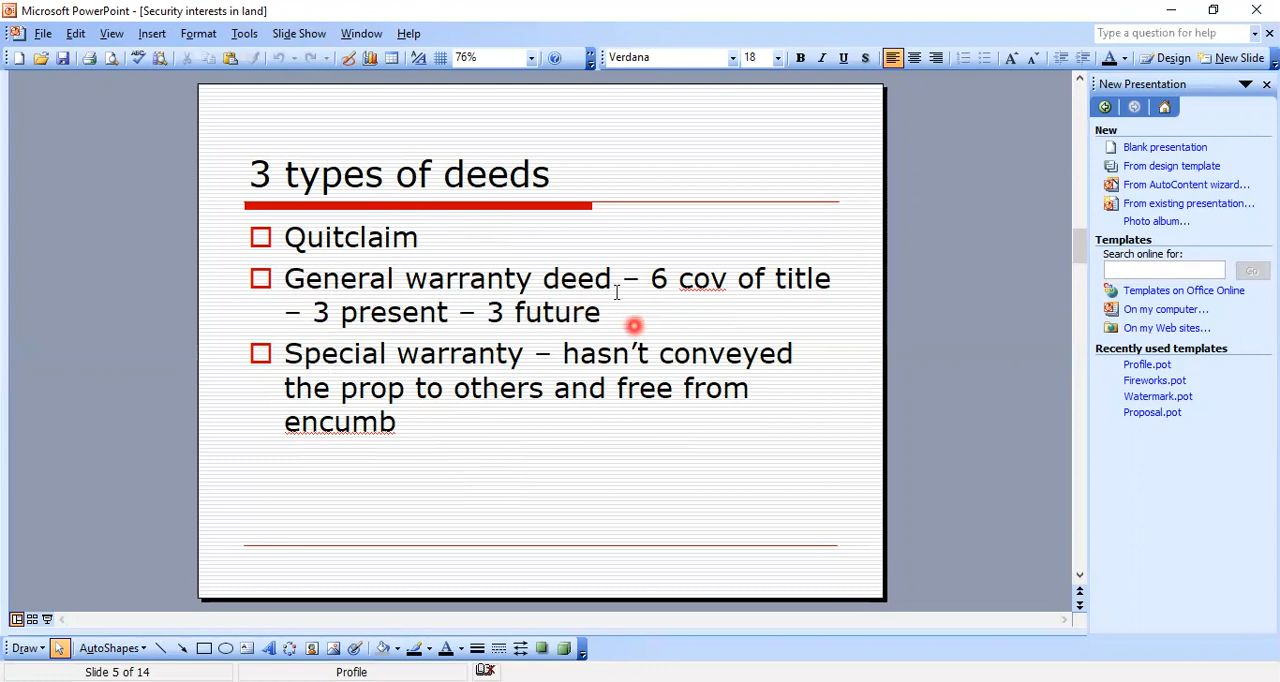 Microsoft PowerPoint - [Security interests in land]
File Edit View Insert Format Tools Slide Show Window Help
Type a question for help
76%
Verdana
18
B I U S
Design
New Slide
New Presentation
3 types of deeds
Quitclaim
General warranty deed – 6 cov of title
– 3 present – 3 future
Special warranty – hasn’t conveyed
the prop to others and free from
encumb
New
Blank presentation
From design template
From AutoContent wizard...
From existing presentation...
Photo album...
Templates
Search online for:
Go
Templates on Office Online
On my computer...
On my Web sites...
Recently used templates
Profile.pot
Fireworks.pot
Watermark.pot
Proposal.pot
Draw AutoShapes
Slide 5 of 14
Profile